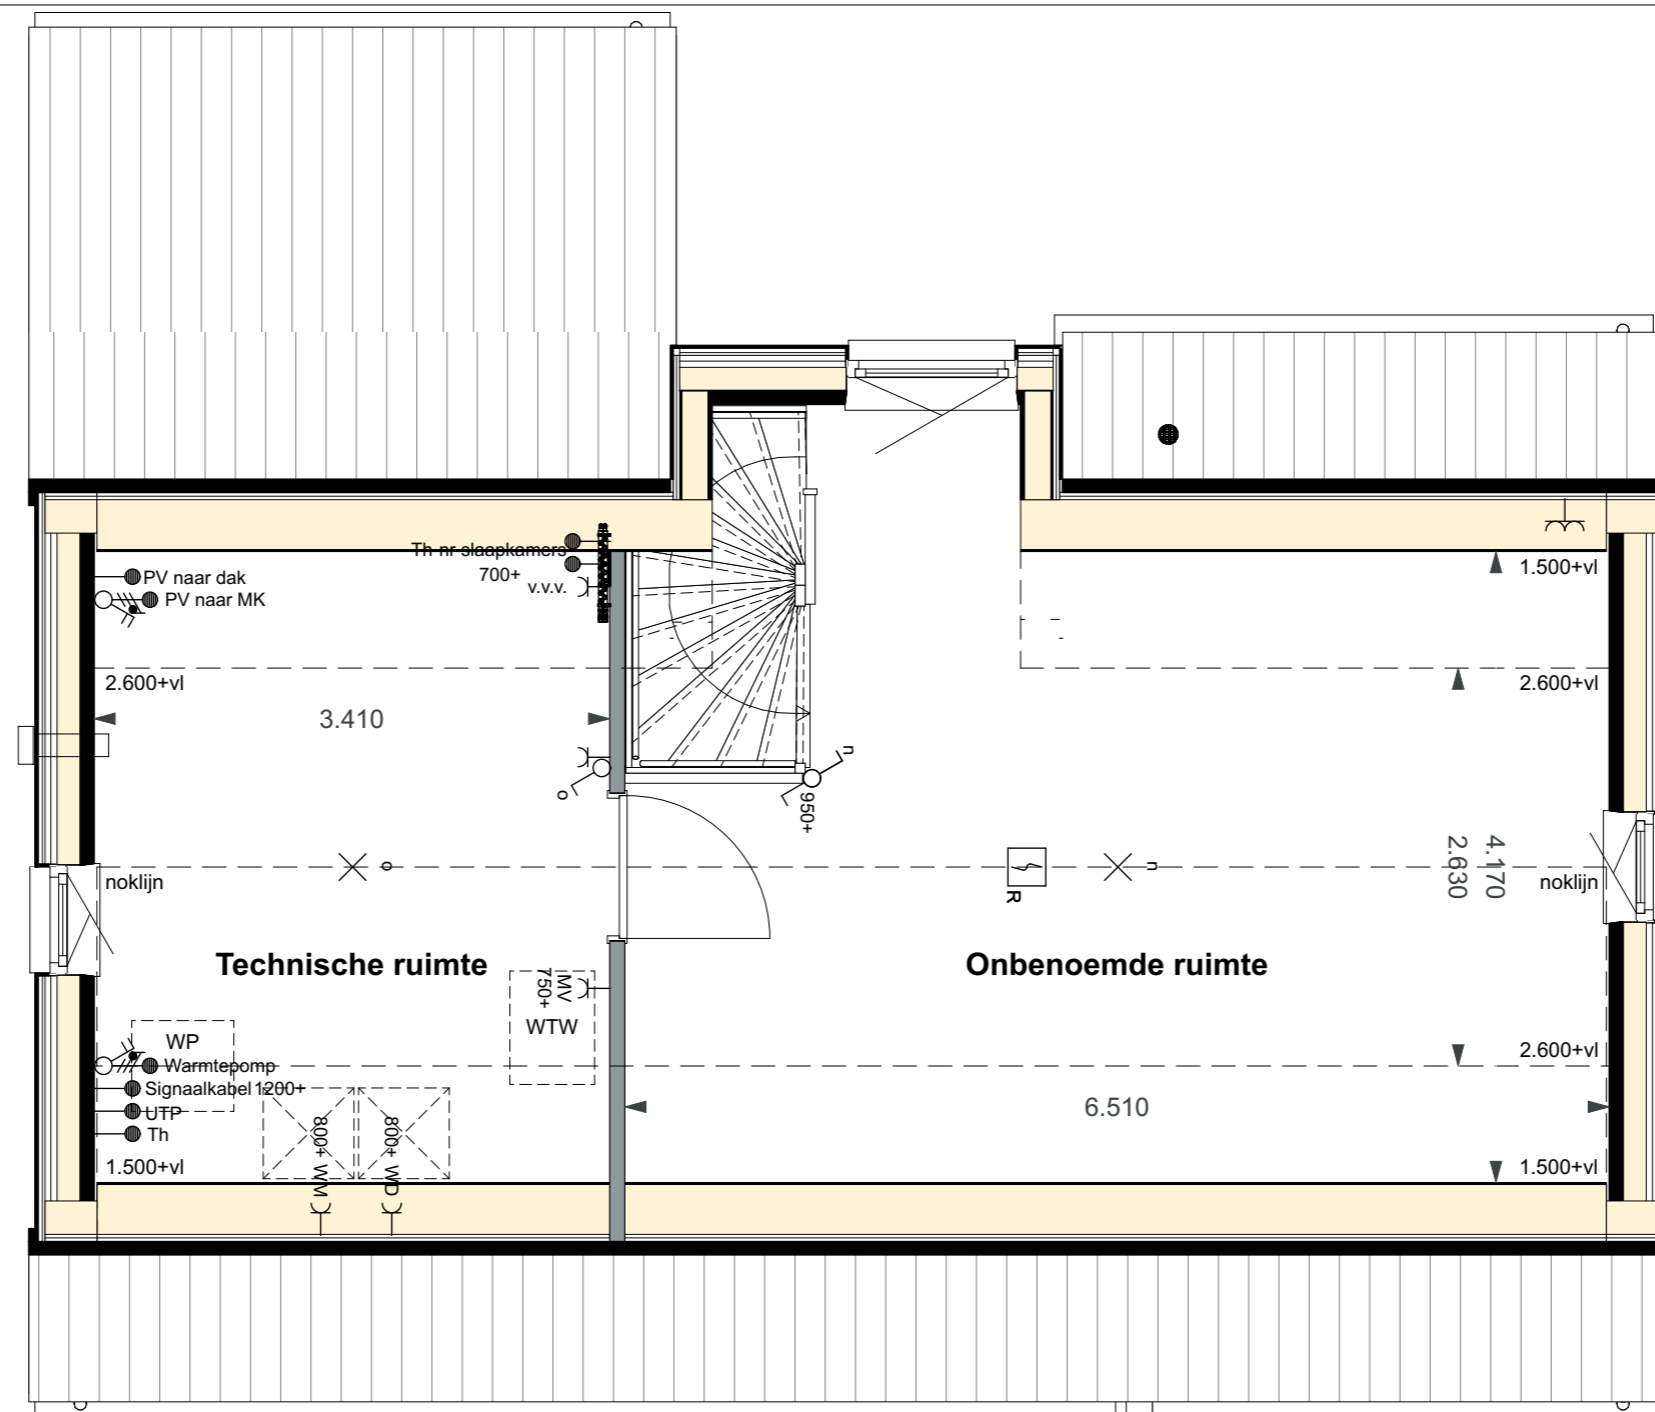 Th nr slaapkamers
700+
v.v.v.
PV naar dak
PV naar MK
1.500+vl
2.600+vl
2.600+vl
3.410
o
n
950+
o
R
n
4.170
2.630
noklijn
noklijn
Technische ruimte
Onbenoemde ruimte
MV
750+
WTW
WP
Warmtepomp
Signaalkabel 1200+
UTP
Th
2.600+vl
6.510
800+ WM
800+ WD
1.500+vl
1.500+vl